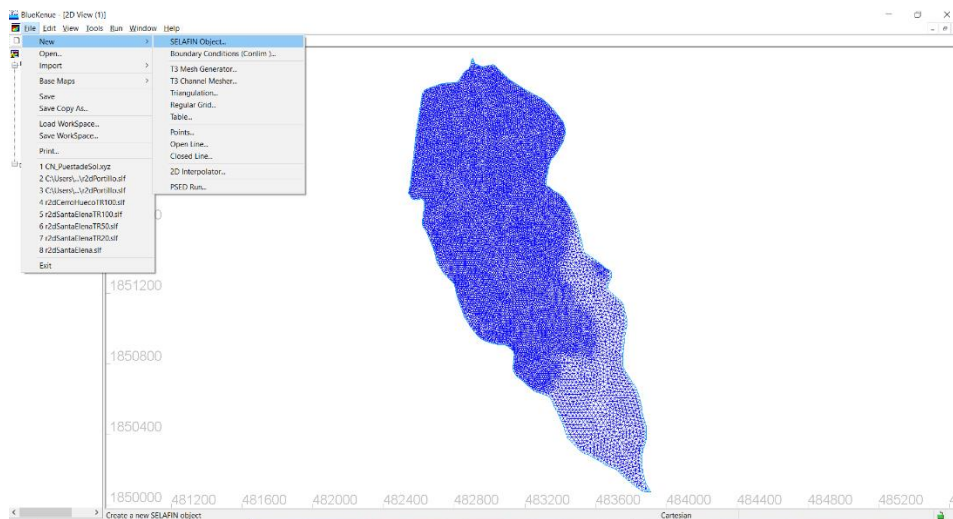 BlueKenue - [2D View (1)]
File Edit View Tools Run Window Help
New
Open...
Import
Base Maps
Save
Save Copy As...
Load WorkSpace...
Save WorkSpace...
Print...
1 CN_PuestadeSol.xyz
2 C:\Users\...\r2dPortillo.slf
3 C:\Users\...\r2dPortillo.slf
4 r2dCerroHuecoTR100.slf
5 r2dSantaElenaTR100.slf
6 r2dSantaElenaTR50.slf
7 r2dSantaElenaTR20.slf
8 r2dSantaElena.slf
Exit
SELAFIN Object...
Boundary Conditions (Conlim )...
T3 Mesh Generator...
T3 Channel Mesher...
Triangulation...
Regular Grid...
Table...
Points...
Open Line...
Closed Line...
2D Interpolator...
PSED Run...
1851200
1850800
1850400
1850000
481200 481600 482000 482400 482800 483200 483600 484000 484400 484800 485200
Create a new SELAFIN object
Cartesian